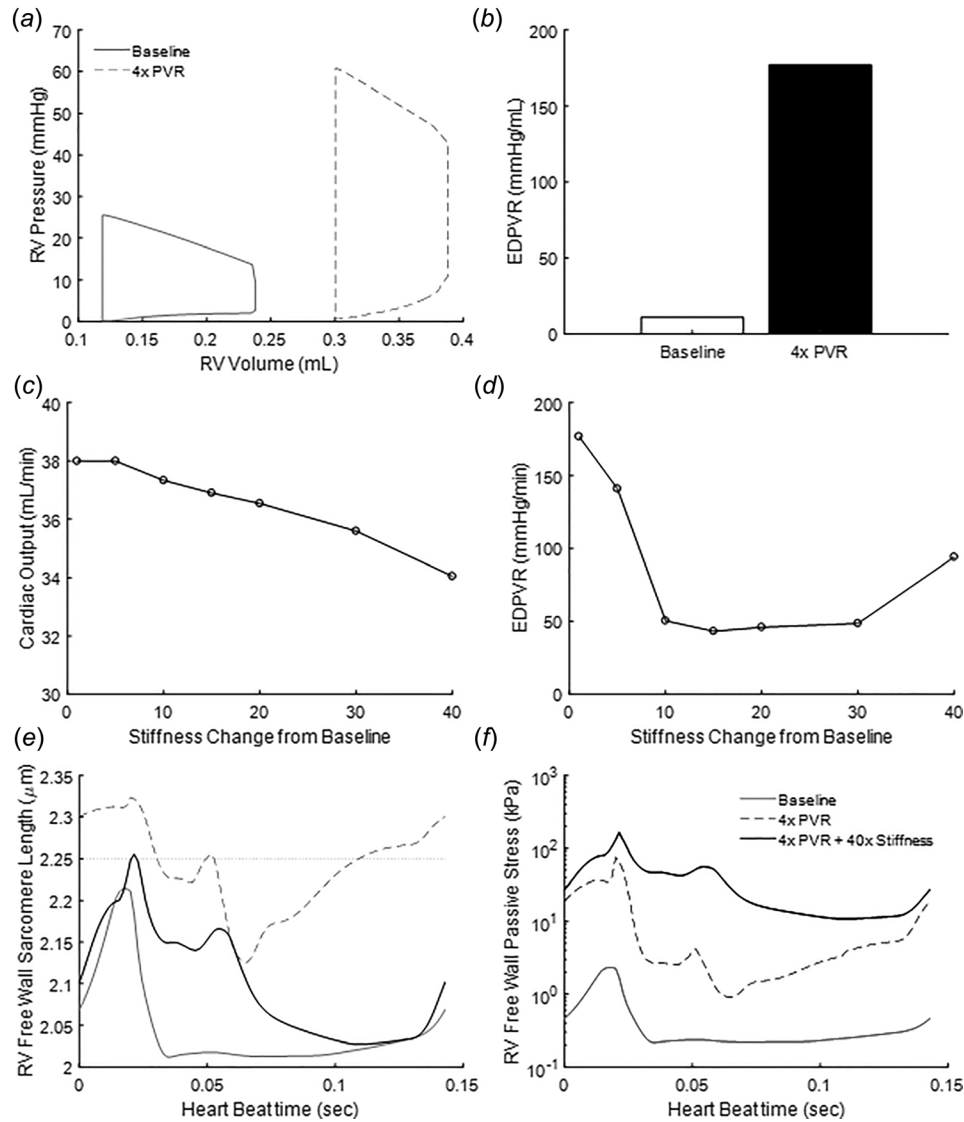 (a)
70
60
50
40
30
20
10
0
RV Pressure (mmHg)
Baseline
4x PVR
0.1
0.2
0.3
0.4
RV Volume (mL)
(b)
200
150
100
50
0
EDPVR (mmHg/mL)
Baseline
4x PVR
(c)
40
38
36
34
32
30
Cardiac Output (mL/min)
0
10
20
30
40
Stiffness Change from Baseline
(d)
200
150
100
50
0
EDPVR (mmHg/min)
0
10
20
30
40
Stiffness Change from Baseline
(e)
2.35
2.3
2.25
2.2
2.15
2.1
2.05
2
RV Free Wall Sarcomere Length (μm)
0
0.05
0.1
0.15
Heart Beat time (sec)
(f)
10³
10²
10¹
10⁰
10⁻¹
RV Free Wall Passive Stress (kPa)
Baseline
4x PVR
4x PVR + 40x Stiffness
0
0.05
0.1
0.15
Heart Beat time (sec)